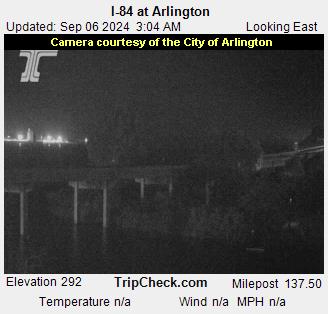 I-84 at Arlington
Updated: Sep 06 2024 3:04 AM Looking East
Camera courtesy of the City of Arlington
Elevation 292 TripCheck.com Milepost 137.50
Temperature n/a Wind n/a MPH n/a